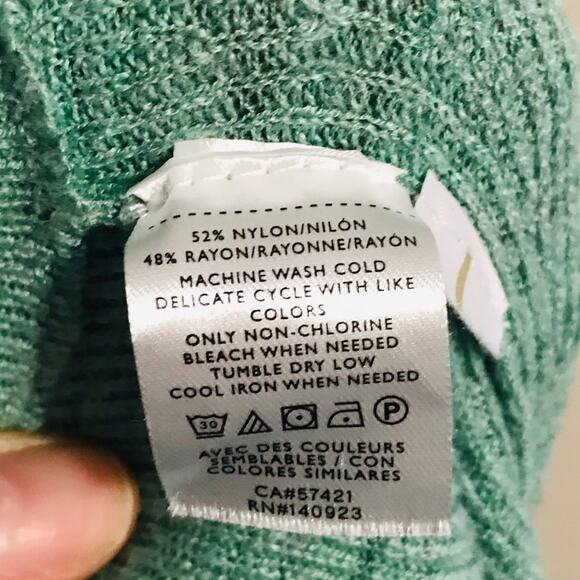 52% NYLON/NILÓN
48% RAYON/RAYONNE/RAYÓN
MACHINE WASH COLD
DELICATE CYCLE WITH LIKE
COLORS
ONLY NON-CHLORINE
BLEACH WHEN NEEDED
TUMBLE DRY LOW
COOL IRON WHEN NEEDED
30 P
AVEC DES COULEURS
SEMBLABLES / CON
COLORES SIMILARES
CA#57421
RN#140923